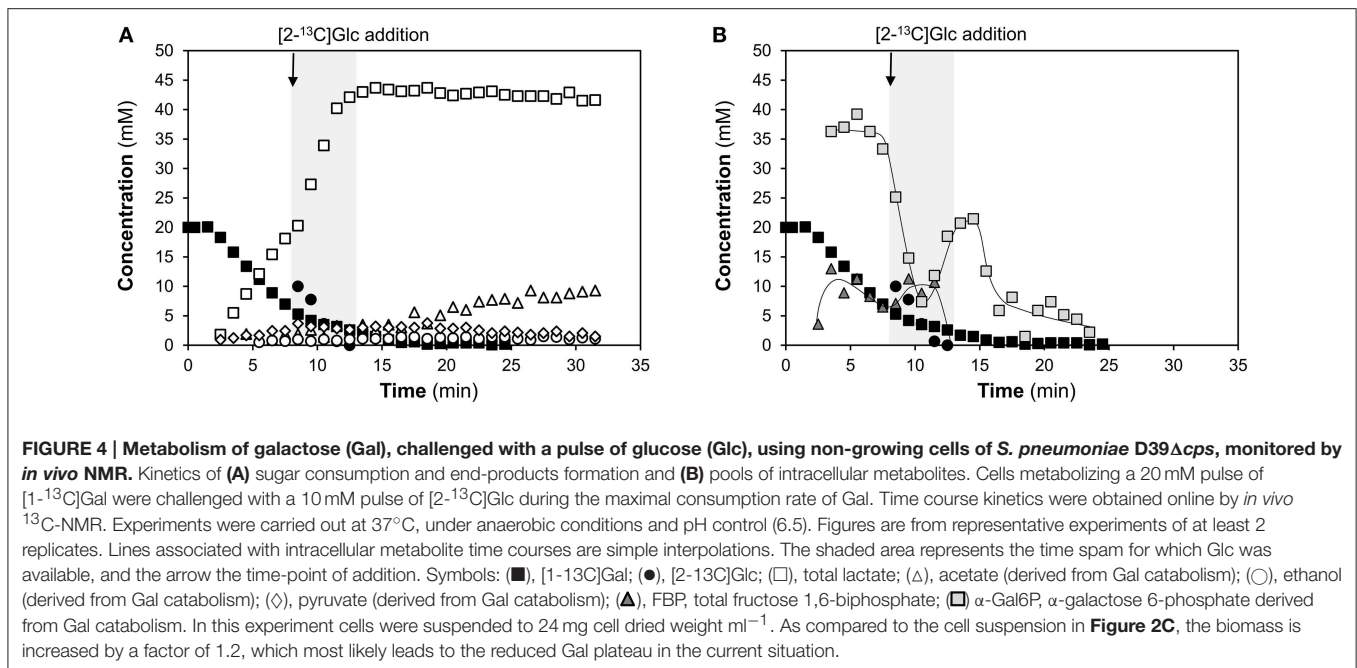 A
[2-¹³C]Glc addition
Concentration (mM)
50
45
40
35
30
25
20
15
10
5
0
0 5 10 15 20 25 30 35
Time (min)
B
[2-¹³C]Glc addition
Concentration (mM)
50
45
40
35
30
25
20
15
10
5
0
0 5 10 15 20 25 30 35
Time (min)
FIGURE 4 | Metabolism of galactose (Gal), challenged with a pulse of glucose (Glc), using non-growing cells of S. pneumoniae D39Δcps, monitored by
in vivo NMR. Kinetics of (A) sugar consumption and end-products formation and (B) pools of intracellular metabolites. Cells metabolizing a 20 mM pulse of
[1-¹³C]Gal were challenged with a 10 mM pulse of [2-¹³C]Glc during the maximal consumption rate of Gal. Time course kinetics were obtained online by in vivo
¹³C-NMR. Experiments were carried out at 37°C, under anaerobic conditions and pH control (6.5). Figures are from representative experiments of at least 2
replicates. Lines associated with intracellular metabolite time courses are simple interpolations. The shaded area represents the time spam for which Glc was
available, and the arrow the time-point of addition. Symbols: (■), [1-13C]Gal; (●), [2-13C]Glc; (□), total lactate; (△), acetate (derived from Gal catabolism); (○), ethanol
(derived from Gal catabolism); (◇), pyruvate (derived from Gal catabolism); (▲), FBP, total fructose 1,6-biphosphate; (■) α-Gal6P, α-galactose 6-phosphate derived
from Gal catabolism. In this experiment cells were suspended to 24 mg cell dried weight ml⁻¹. As compared to the cell suspension in Figure 2C, the biomass is
increased by a factor of 1.2, which most likely leads to the reduced Gal plateau in the current situation.